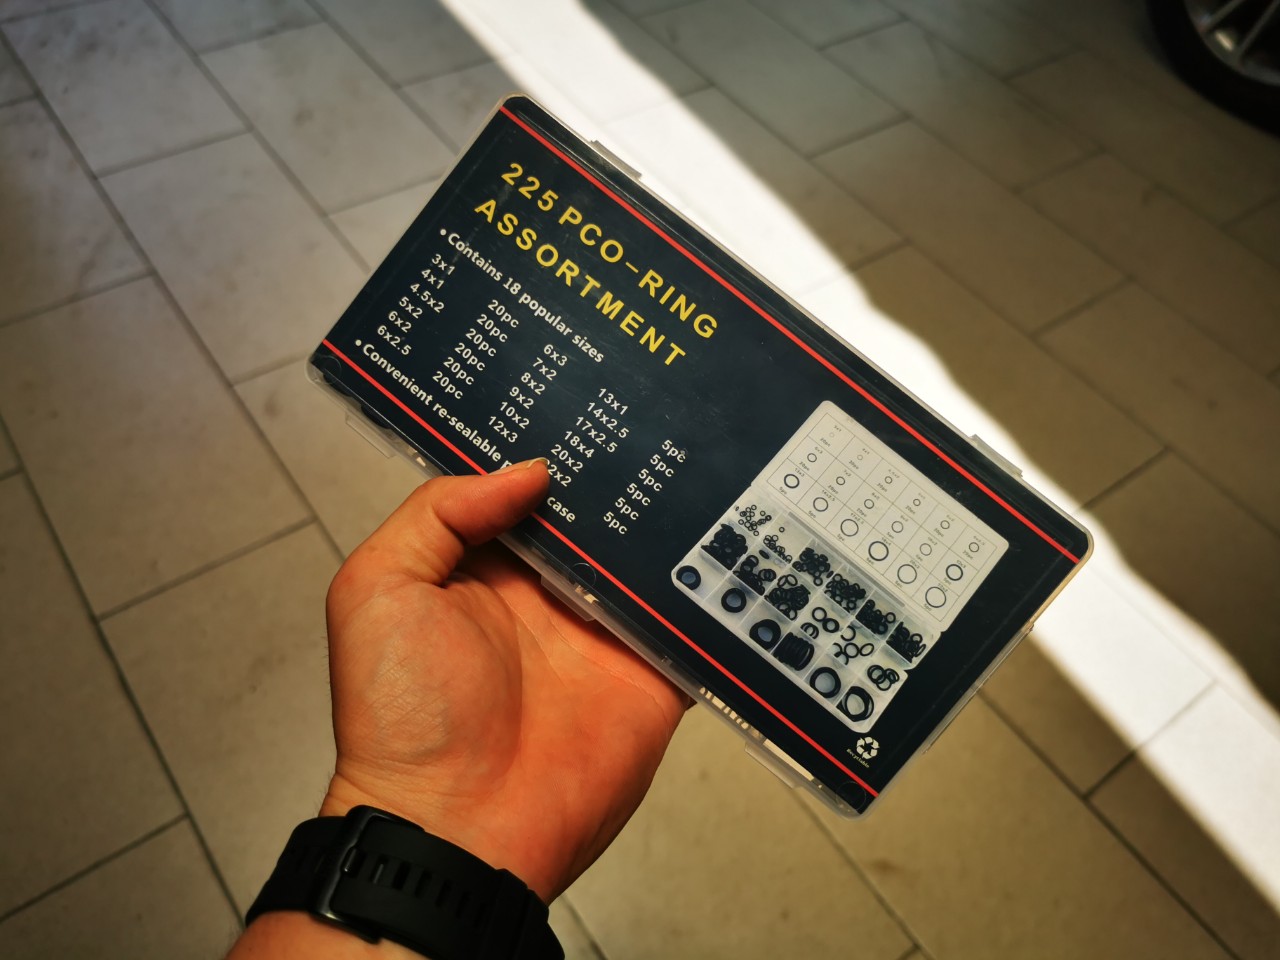 225 PCO-RING
ASSORTMENT
•Contains 18 popular sizes
3x1 20pc 6x3 13x1 5pc
4x1 20pc 7x2 14x2.5 5pc
4.5x2 20pc 8x2 17x2.5 5pc
5x2 20pc 9x2 18x4 5pc
6x2 20pc 10x2 20x2 5pc
6x2.5 20pc 12x3 2x2 5pc
•Convenient re-sealable case
Recyclable